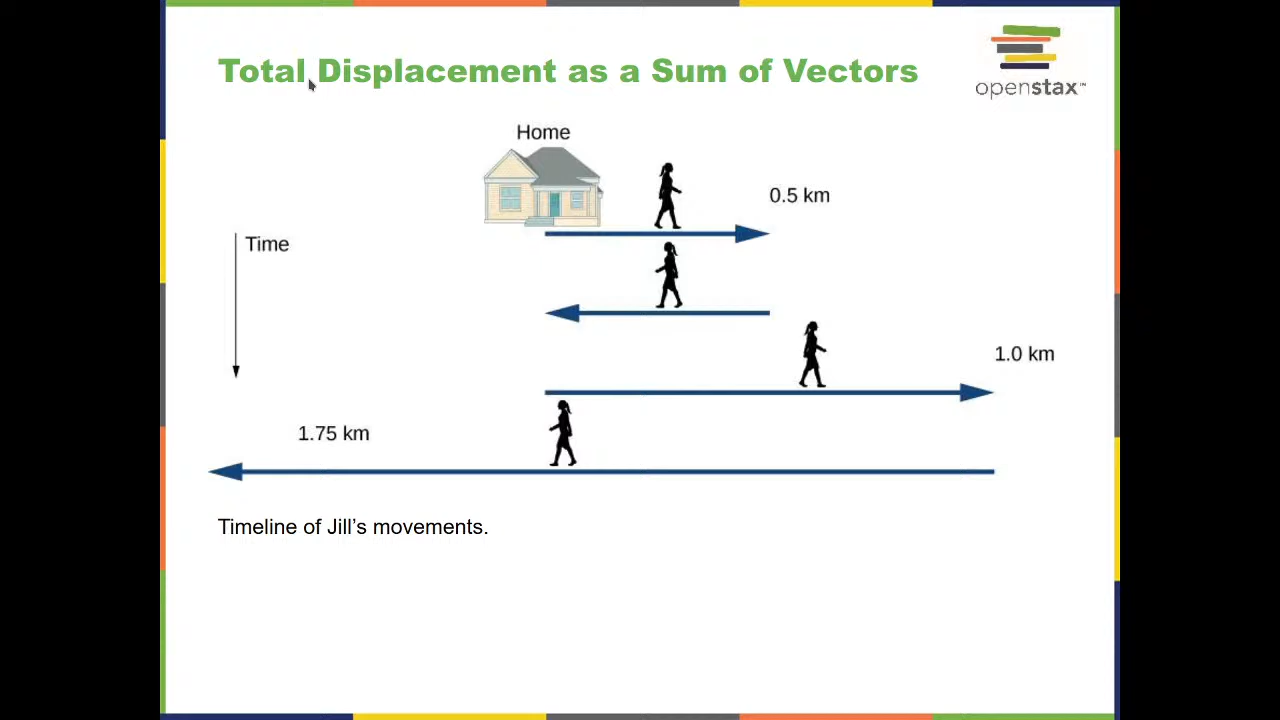 Total Displacement as a Sum of Vectors
openstax™
Home
0.5 km
Time
1.0 km
1.75 km
Timeline of Jill's movements.